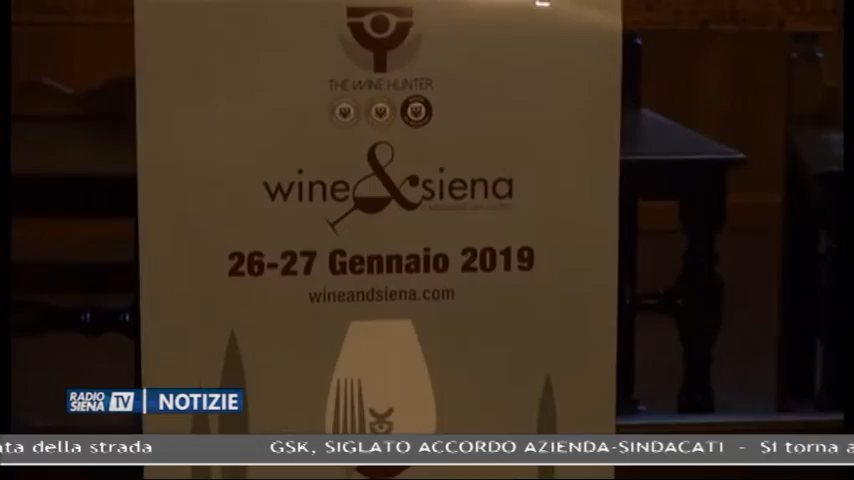 THE WINE HUNTER
wine&siena
26-27 Gennaio 2019
wineandsiena.com
RADIO SIENA TV NOTIZIE
ata della strada GSK, SIGLATO ACCORDO AZIENDA-SINDACATI - Si torna a